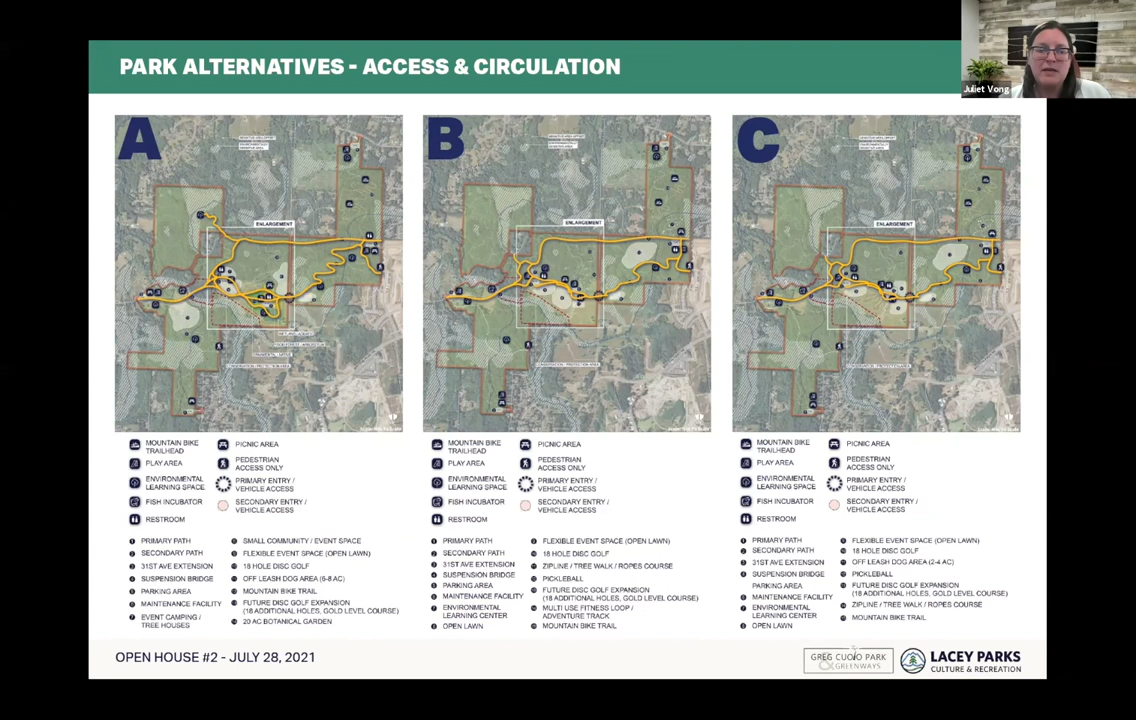 PARK ALTERNATIVES - ACCESS & CIRCULATION
Juliet Vong
A
B
C
ENLARGEMENT
ENLARGEMENT
ENLARGEMENT
MOUNTAIN BIKE
TRAILHEAD
PLAY AREA
ENVIRONMENTAL
LEARNING SPACE
FISH INCUBATOR
RESTROOM
PICNIC AREA
PEDESTRIAN
ACCESS ONLY
PRIMARY ENTRY /
VEHICLE ACCESS
SECONDARY ENTRY /
VEHICLE ACCESS
PRIMARY PATH
SECONDARY PATH
31ST AVE EXTENSION
SUSPENSION BRIDGE
PARKING AREA
MAINTENANCE FACILITY
EVENT CAMPING /
TREE HOUSES
SMALL COMMUNITY / EVENT
SPACE
FLEXIBLE EVENT SPACE (OPEN LAWN)
18 HOLE DISC GOLF
OFF LEASH DOG AREA (6-8 AC)
MOUNTAIN BIKE TRAIL
FUTURE DISC GOLF EXPANSION
(18 ADDITIONAL HOLES, GOLD LEVEL COURSE)
20 AC BOTANICAL GARDEN
MOUNTAIN BIKE
TRAILHEAD
PLAY AREA
ENVIRONMENTAL
LEARNING SPACE
FISH INCUBATOR
RESTROOM
PICNIC AREA
PEDESTRIAN
ACCESS ONLY
PRIMARY ENTRY /
VEHICLE ACCESS
SECONDARY ENTRY /
VEHICLE ACCESS
PRIMARY PATH
SECONDARY PATH
31ST AVE EXTENSION
SUSPENSION BRIDGE
PARKING AREA
MAINTENANCE FACILITY
ENVIRONMENTAL
LEARNING CENTER
OPEN LAWN
FLEXIBLE EVENT SPACE (OPEN LAWN)
18 HOLE DISC GOLF
ZIPLINE / TREE WALK / ROPES COURSE
PICKLEBALL
FUTURE DISC GOLF EXPANSION
(18 ADDITIONAL HOLES, GOLD LEVEL COURSE)
MULTI USE FITNESS LOOP /
ADVENTURE TRACK
MOUNTAIN BIKE TRAIL
MOUNTAIN BIKE
TRAILHEAD
PLAY AREA
ENVIRONMENTAL
LEARNING SPACE
FISH INCUBATOR
RESTROOM
PICNIC AREA
PEDESTRIAN
ACCESS ONLY
PRIMARY ENTRY /
VEHICLE ACCESS
SECONDARY ENTRY /
VEHICLE ACCESS
PRIMARY PATH
SECONDARY PATH
31ST AVE EXTENSION
SUSPENSION BRIDGE
PARKING AREA
MAINTENANCE FACILITY
ENVIRONMENTAL
LEARNING CENTER
OPEN LAWN
FLEXIBLE EVENT SPACE (OPEN LAWN)
18 HOLE DISC GOLF
OFF LEASH DOG AREA (2-4 AC)
PICKLEBALL
FUTURE DISC GOLF EXPANSION
(18 ADDITIONAL HOLES, GOLD LEVEL COURSE)
ZIPLINE / TREE WALK / ROPES COURSE
MOUNTAIN BIKE TRAIL
OPEN HOUSE #2 - JULY 28, 2021
GREG CUOIO PARK
& GREENWAYS
LACEY PARKS
CULTURE & RECREATION